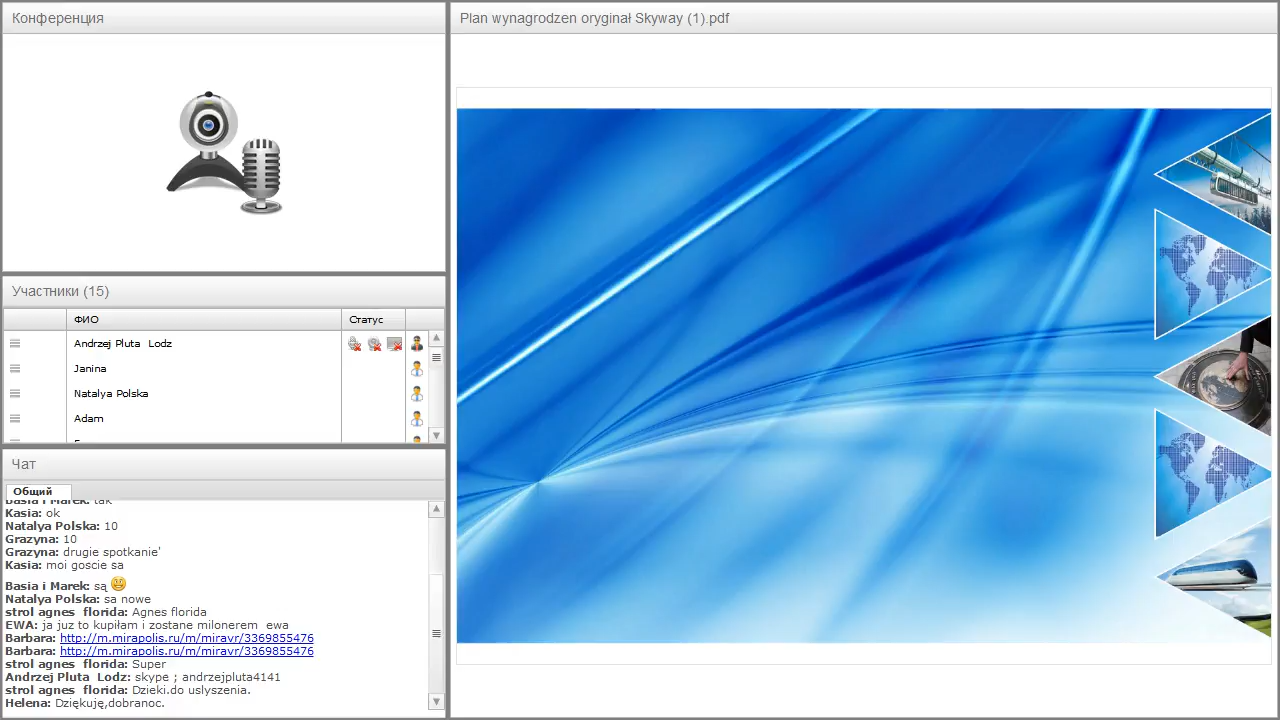 Конференция
Plan wynagrodzen oryginał Skyway (1).pdf
Участники (15)
ФИО
Статус
Andrzej Pluta Lodz
Janina
Natalya Polska
Adam
Чат
Общий
Basia i Marek: tak
Kasia: ok
Natalya Polska: 10
Grazyna: 10
Grazyna: drugie spotkanie'
Kasia: moi goscie sa
Basia i Marek: są
Natalya Polska: sa nowe
strol agnes florida: Agnes florida
EWA: ja juz to kupiłam i zostane milonerem ewa
Barbara: http://m.mirapolis.ru/m/miravr/3369855476
Barbara: http://m.mirapolis.ru/m/miravr/3369855476
strol agnes florida: Super
Andrzej Pluta Lodz: skype ; andrzejpluta4141
strol agnes florida: Dzieki.do uslyszenia.
Helena: Dziękuję,dobranoc.